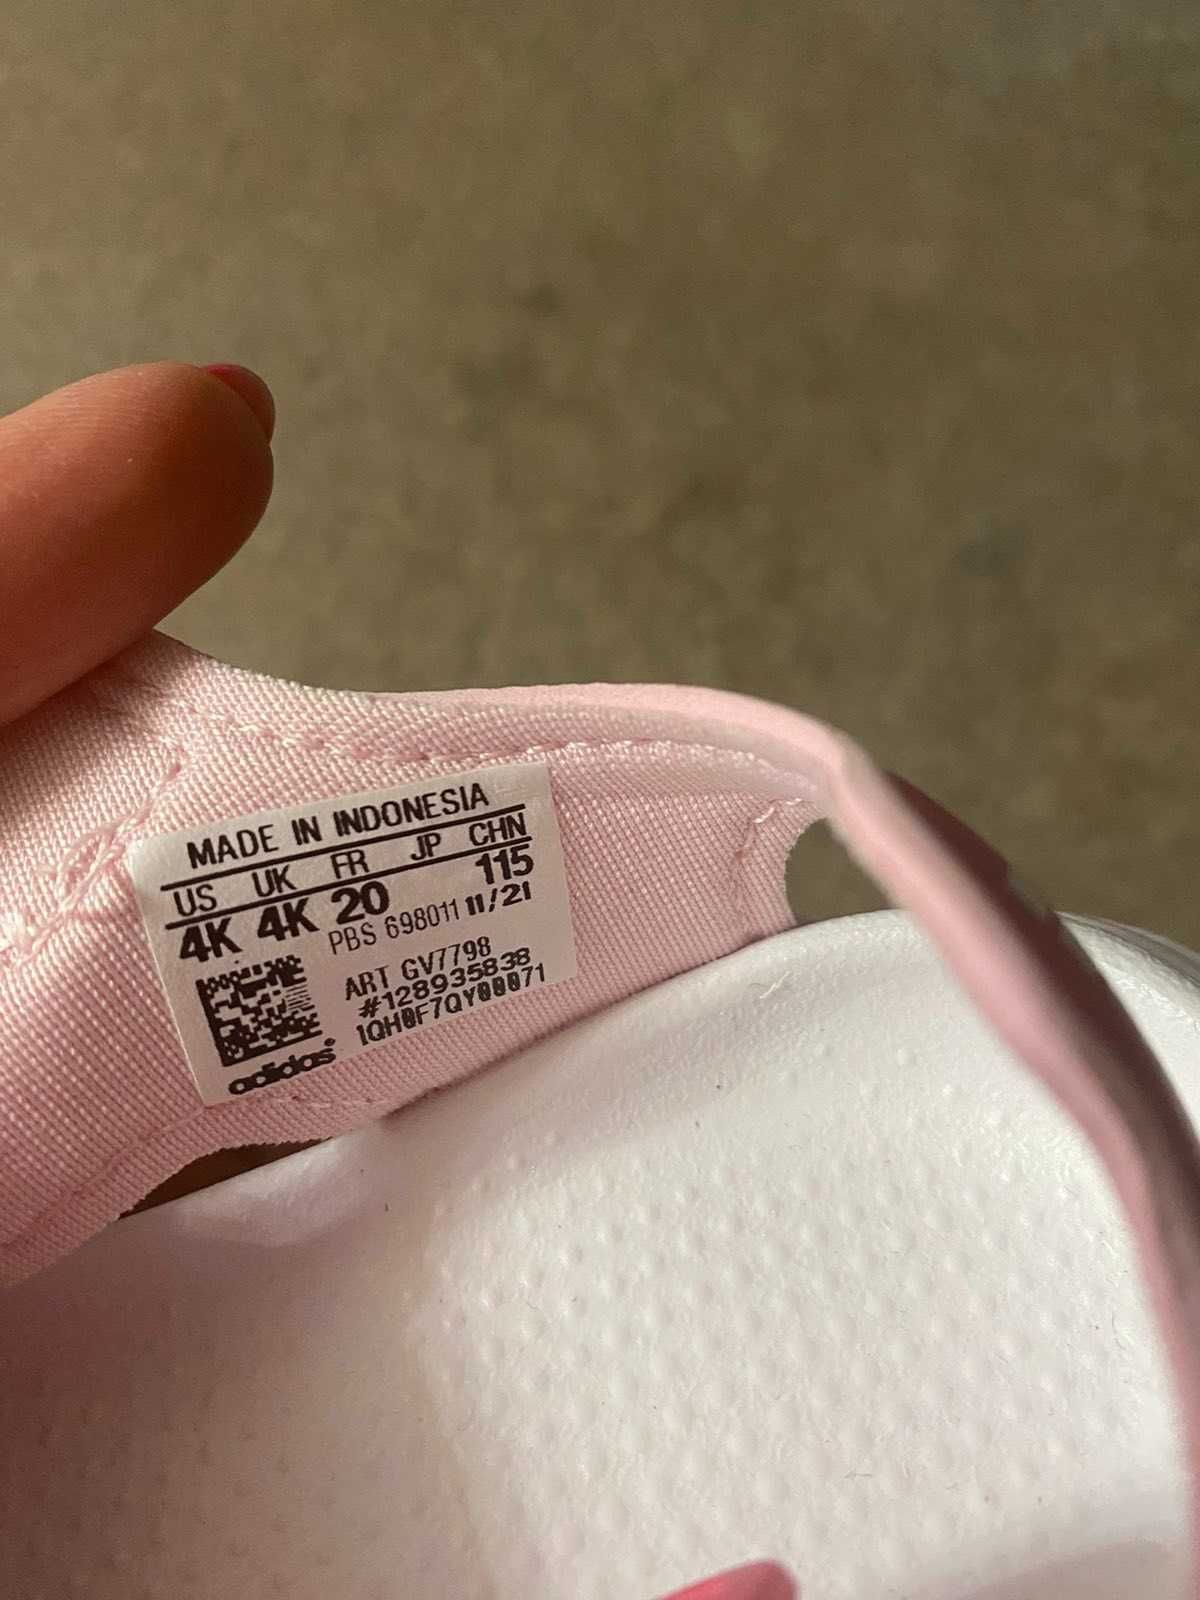 MADE IN INDONESIA
US UK FR JP CHN
4K 4K 20 115
PBS 698011 11/21
ART GV7798
#128935838
1QH0F7QY00071
adidas®